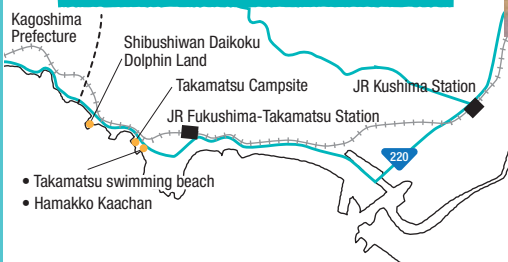 Kagoshima
Prefecture
Shibushiwan Daikoku
Dolphin Land
Takamatsu Campsite
JR Kushima Station
JR Fukushima-Takamatsu Station
220
• Takamatsu swimming beach
• Hamakko Kaachan